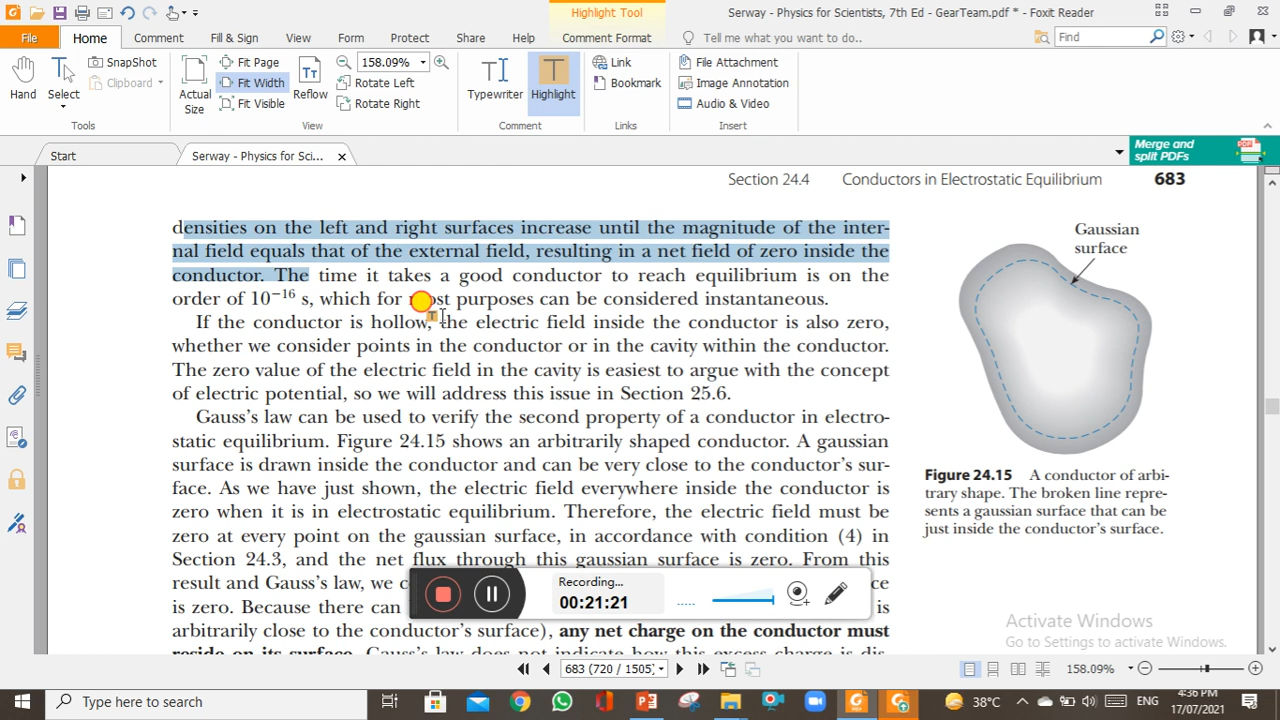 Highlight Tool
Serway - Physics for Scientists, 7th Ed - GearTeam.pdf * - Foxit Reader
File Home Comment Fill & Sign View Form Protect Share Help Comment Format Tell me what you want to do.. Find
Hand
Select
SnapShot
Clipboard
Tools
Actual
Size
Fit Page
Fit Width
Fit Visible
Reflow
158.09%
Rotate Left
Rotate Right
View
Typewriter
Highlight
Comment
Link
Bookmark
Links
File Attachment
Image Annotation
Audio & Video
Insert
Start
Serway - Physics for Sci...
Merge and
split PDFs
Section 24.4 Conductors in Electrostatic Equilibrium 683
densities on the left and right surfaces increase until the magnitude of the inter-
nal field equals that of the external field, resulting in a net field of zero inside the
conductor. The time it takes a good conductor to reach equilibrium is on the
order of 10−16 s, which for most purposes can be considered instantaneous.
If the conductor is hollow, the electric field inside the conductor is also zero,
whether we consider points in the conductor or in the cavity within the conductor.
The zero value of the electric field in the cavity is easiest to argue with the concept
of electric potential, so we will address this issue in Section 25.6.
Gauss's law can be used to verify the second property of a conductor in electro-
static equilibrium. Figure 24.15 shows an arbitrarily shaped conductor. A gaussian
surface is drawn inside the conductor and can be very close to the conductor's sur-
face. As we have just shown, the electric field everywhere inside the conductor is
zero when it is in electrostatic equilibrium. Therefore, the electric field must be
zero at every point on the gaussian surface, in accordance with condition (4) in
Section 24.3, and the net flux through this gaussian surface is zero. From this
result and Gauss's law, we
is zero. Because there can is
arbitrarily close to the conductor's surface), any net charge on the conductor must
reside on its surface. Gauss's law does not indicate how this excess charge is dis-
Gaussian
surface
Figure 24.15 A conductor of arbi-
trary shape. The broken line repre-
sents a gaussian surface that can be
just inside the conductor's surface.
Recording...
00:21:21
Activate Windows
Go to Settings to activate Windows.
683 (720 / 1505)
158.09%
Type here to search
38°C
ENG
4:36 PM
17/07/2021